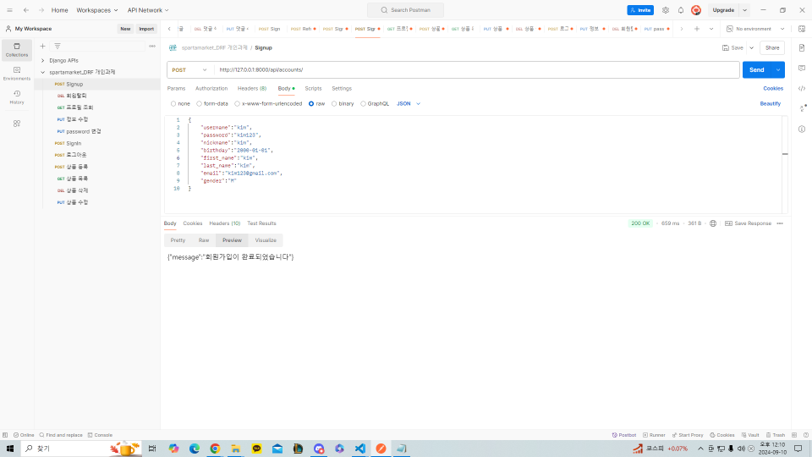 Home Workspaces API Network Search Postman Invite Upgrade
My Workspace New Import No environment
Collections
Environments
History
Django APIs
spartamarket_DRF 개인과제
POST Signup
DEL 회원탈퇴
GET 프로필 조회
PUT 정보 수정
PUT password 변경
POST SignIn
POST 로그아웃
POST 상품 등록
GET 상품 목록
DEL 상품 삭제
PUT 상품 수정
spartamarket_DRF 개인과제 / Signup Save Share
POST http://127.0.0.1:8000/api/accounts/ Send
Params Authorization Headers (8) Body Scripts Settings Cookies
none form-data x-www-form-urlencoded raw binary GraphQL JSON Beautify
1 {
2 "username":"kim",
3 "password":"kim123",
4 "nickname":"kim",
5 "birthday":"2000-01-01",
6 "first_name":"kim",
7 "last_name":"kim",
8 "email":"kim123@gmail.com",
9 "gender":"M"
10 }
Body Cookies Headers (10) Test Results 200 OK 659 ms 361 B Save Response
Pretty Raw Preview Visualize
{"message":"회원가입이 완료되었습니다"}
Online Find and replace Console Postbot Runner Start Proxy Cookies Vault Trash
찾기 코스피 +0.07% 오후 12:10
2024-09-10